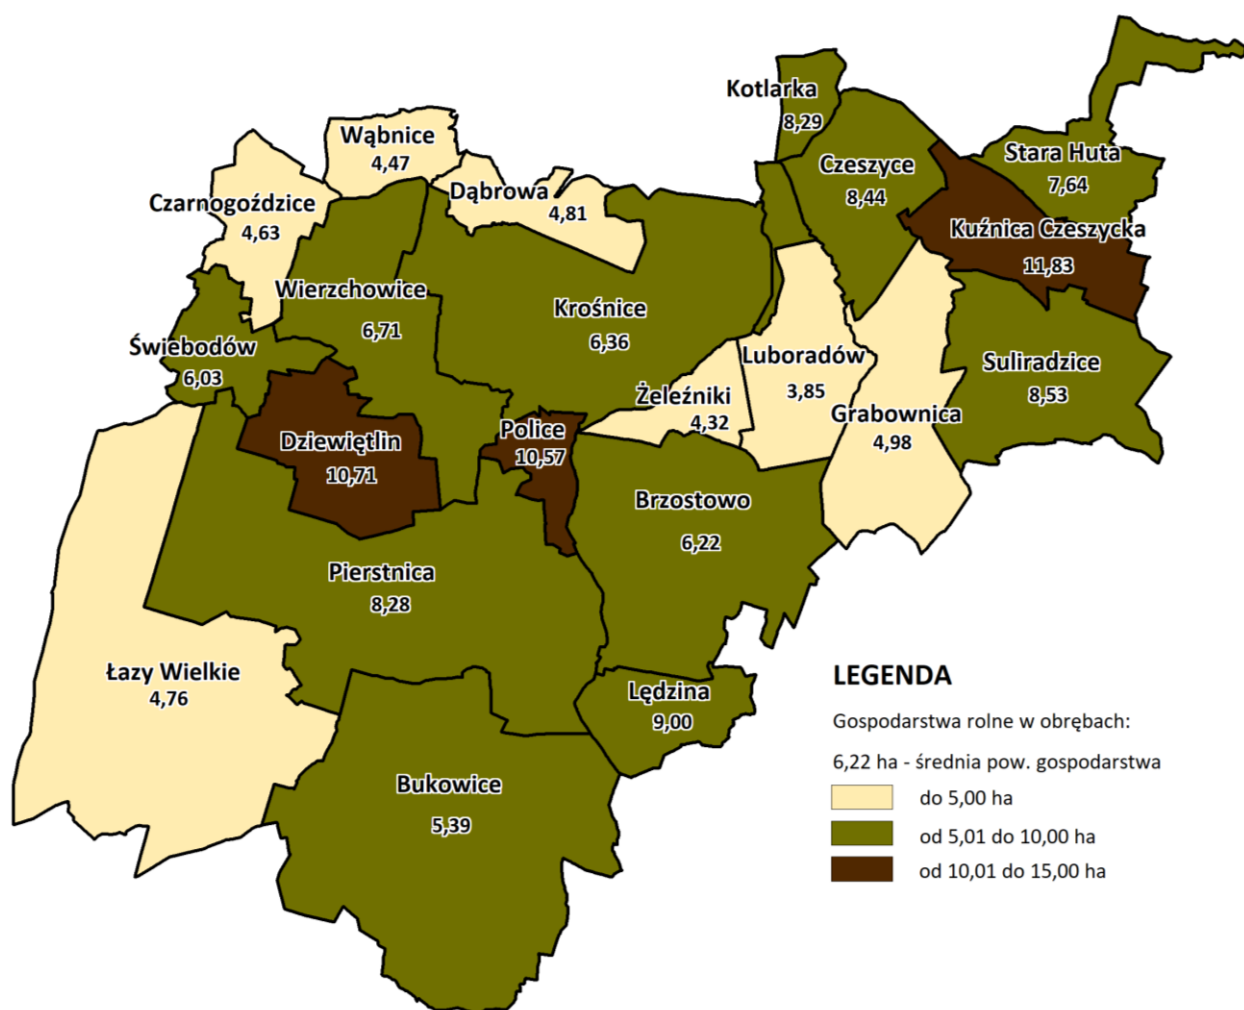 Kotlarka
8,29
Wąbnice
4,47
Stara Huta
7,64
Czeszyce
8,44
Dąbrowa
4,81
Czarnogoździce
4,63
Kuźnica Czeszycka
11,83
Wierzchowice
6,71
Krośnice
6,36
Świebodów
6,03
Luboradów
3,85
Suliradzice
8,53
Żeleźniki
4,32
Grabownica
4,98
Dziewiętlin
10,71
Police
10,57
Brzostowo
6,22
Pierstnica
8,28
Łazy Wielkie
4,76
Lędzina
9,00
Bukowice
5,39
LEGENDA
Gospodarstwa rolne w obrębach:
6,22 ha - średnia pow. gospodarstwa
do 5,00 ha
od 5,01 do 10,00 ha
od 10,01 do 15,00 ha